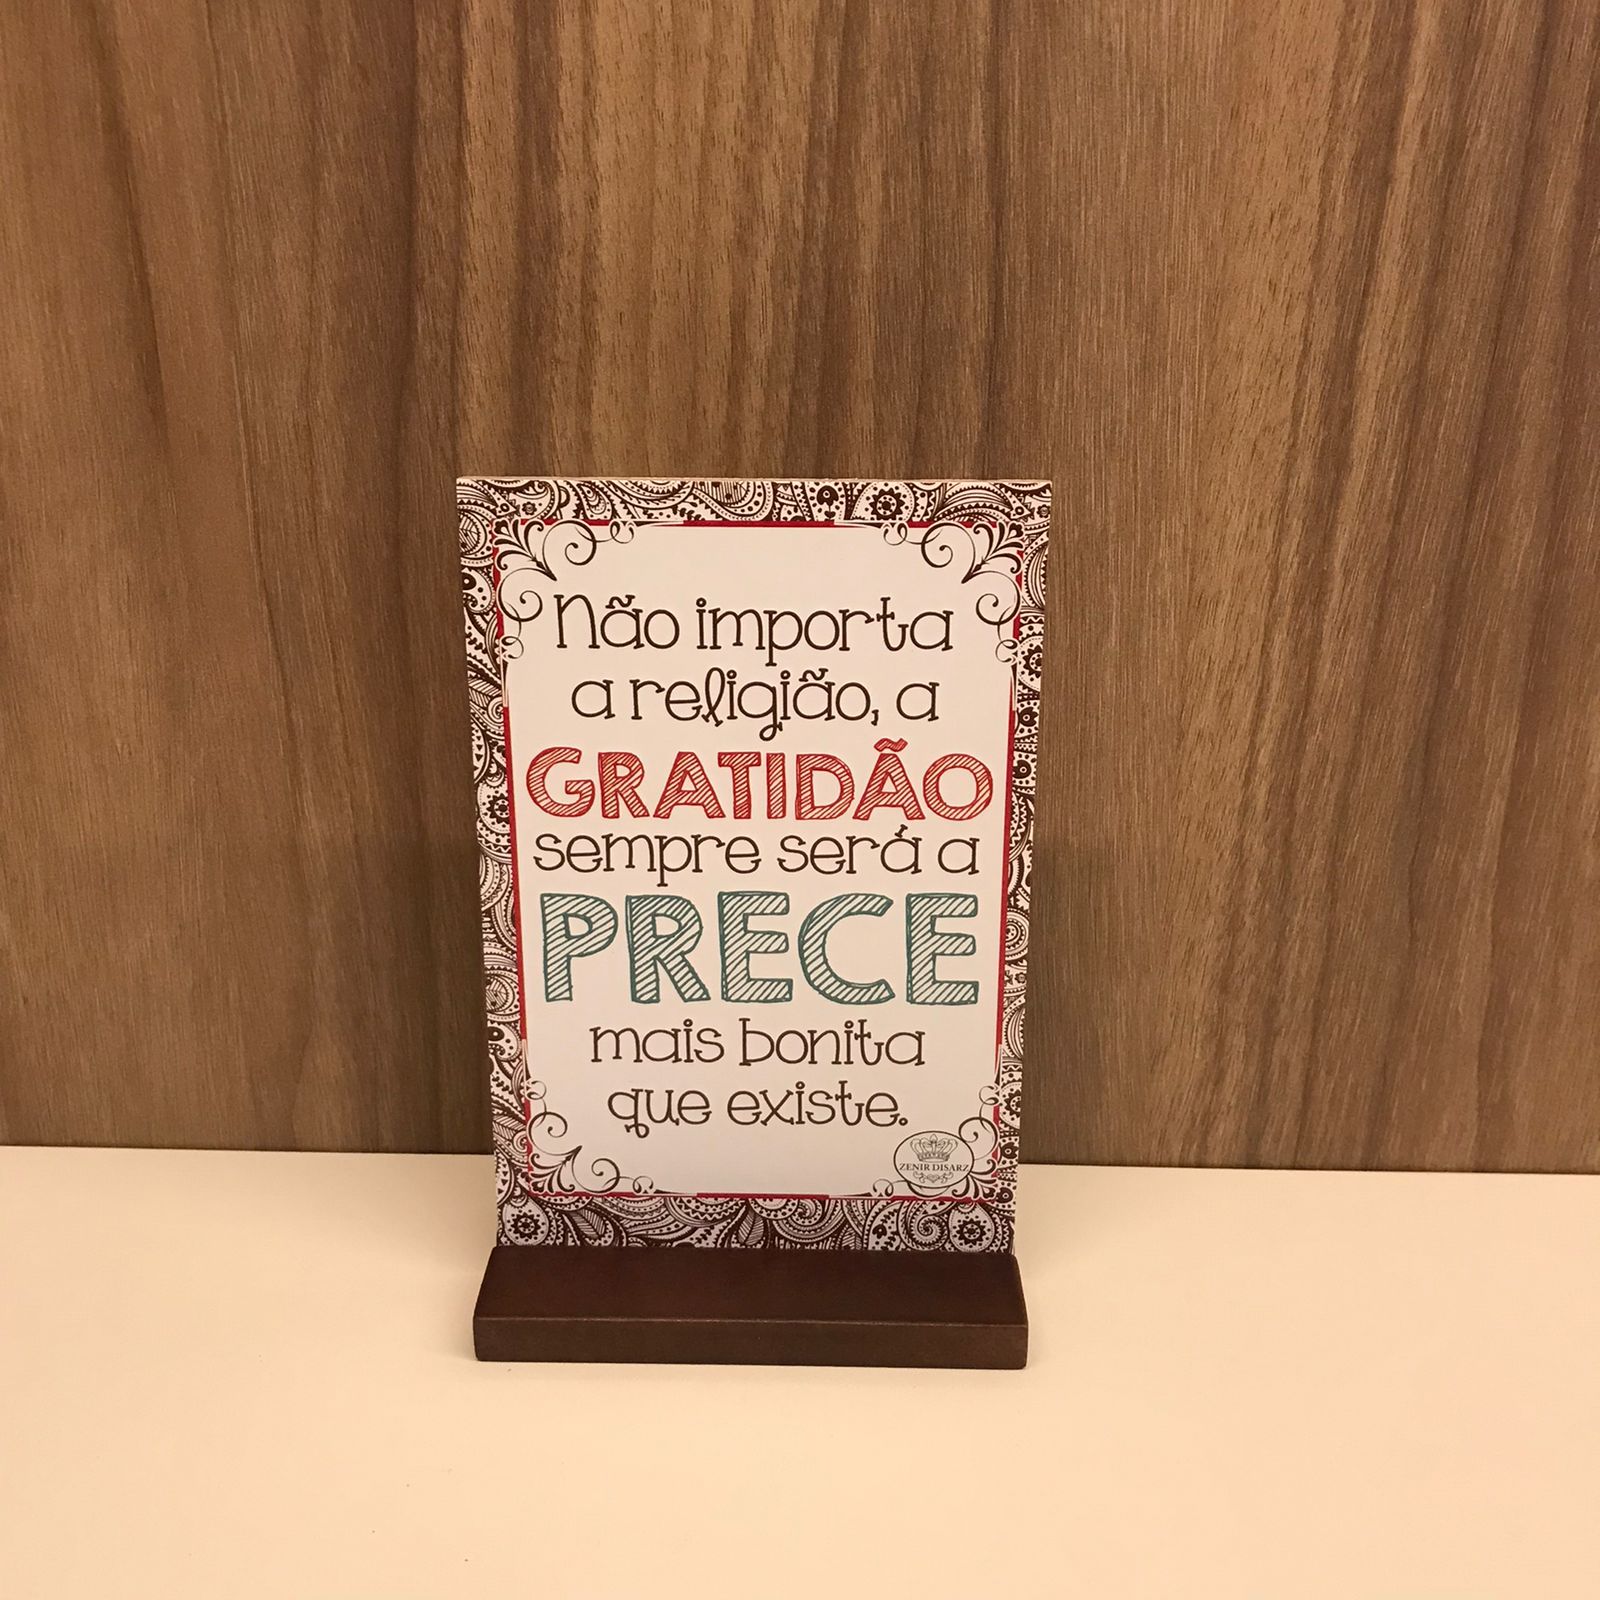 Não importa
a religião, a
GRATIDÃO
sempre será a
PRECE
mais bonita
que existe.
ZENIR DISARZ